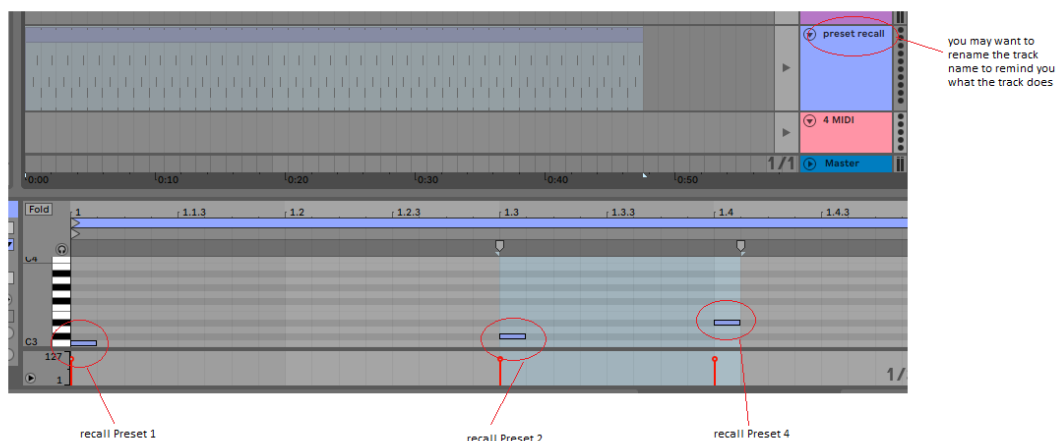 preset recall
you may want to
rename the track
name to remind you
what the track does
4 MIDI
1/1
Master
0:00
0:10
0:20
0:30
0:40
0:50
Fold
1
1.1.3
1.2
1.2.3
1.3
1.3.3
1.4
1.4.3
C4
C3
127
1
1/
recall Preset 1
recall Preset 2
recall Preset 4